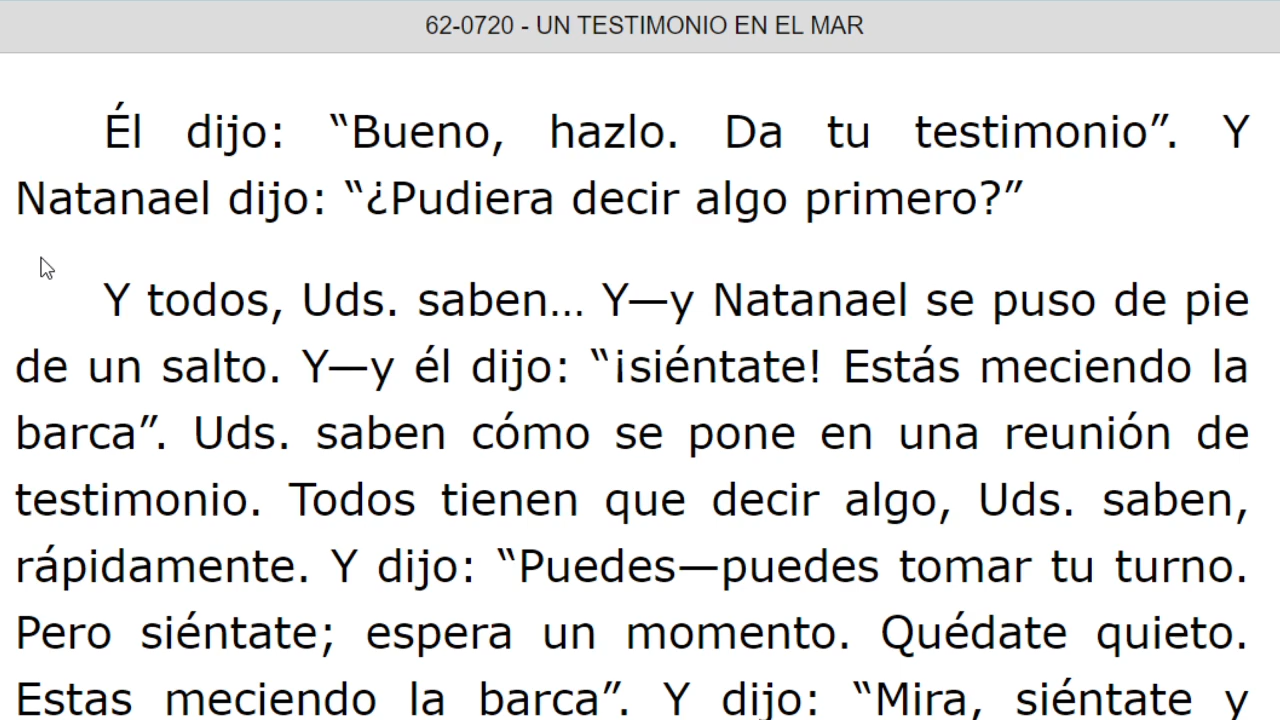 62-0720 - UN TESTIMONIO EN EL MAR
Él dijo: “Bueno, hazlo. Da tu testimonio”. Y
Natanael dijo: “¿Pudiera decir algo primero?”
Y todos, Uds. saben… Y—y Natanael se puso de pie
de un salto. Y—y él dijo: “¡siéntate! Estás meciendo la
barca”. Uds. saben cómo se pone en una reunión de
testimonio. Todos tienen que decir algo, Uds. saben,
rápidamente. Y dijo: “Puedes—puedes tomar tu turno.
Pero siéntate; espera un momento. Quédate quieto.
Estas meciendo la barca”. Y dijo: “Mira, siéntate y